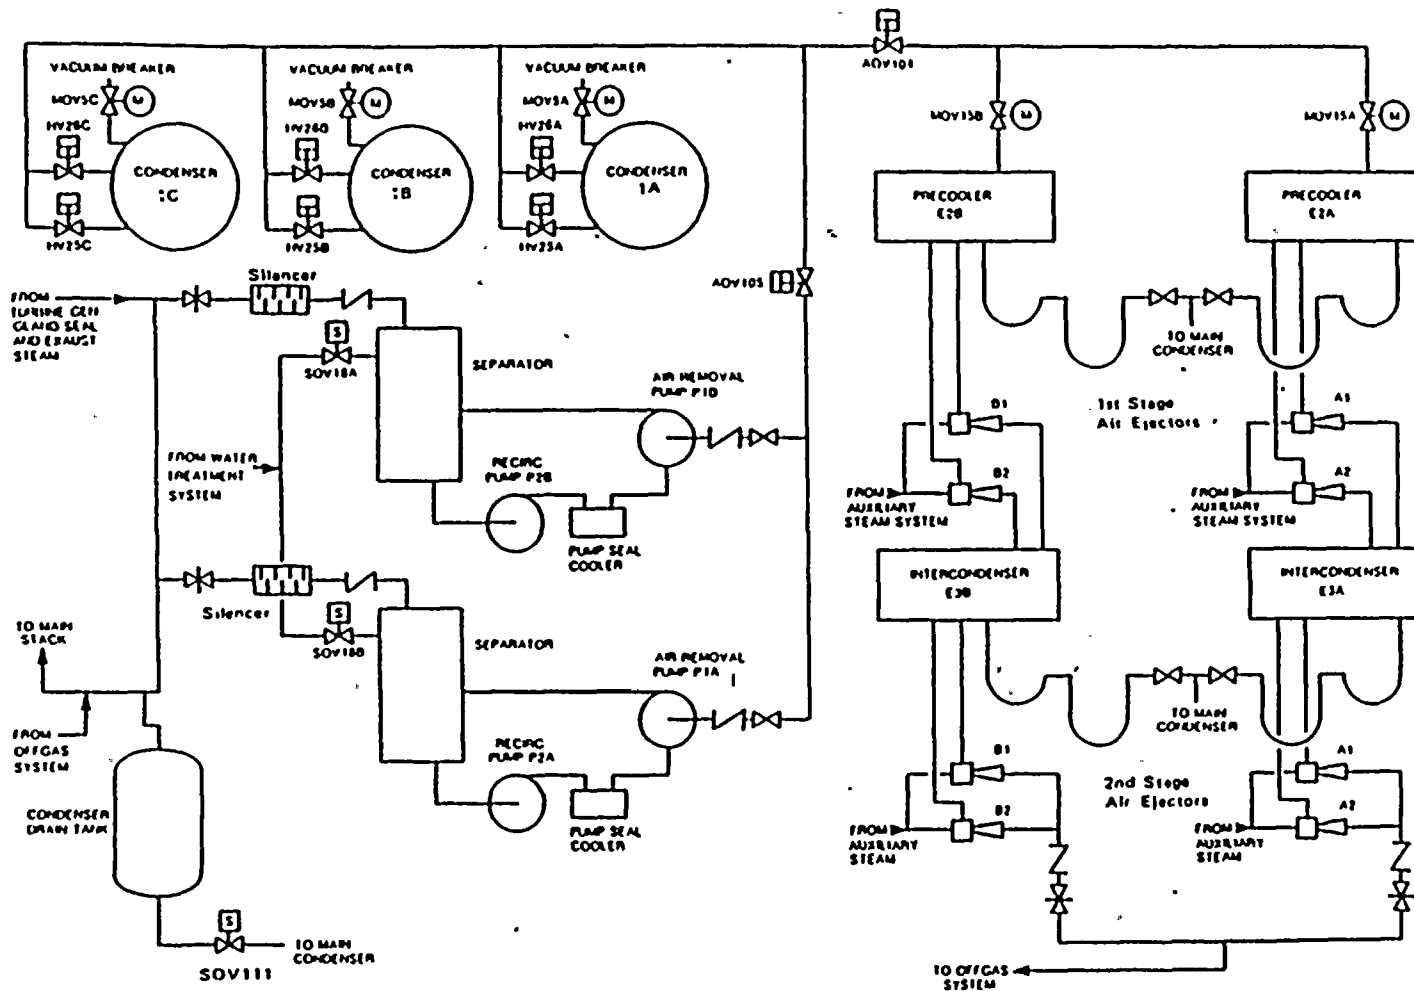 AOV104
VACUUM BREAKER
MOV5C
M
HV26C
CONDENSER
1C
HV25C
VACUUM BREAKER
MOV5B
M
HV26B
CONDENSER
1B
HV25B
VACUUM BREAKER
MOV5A
M
HV26A
CONDENSER
1A
HV25A
MOV15B
M
MOV15A
M
PRECOOLER
E2B
PRECOOLER
E2A
FROM
TURBINE GEN
GLAND SEAL
AND EXHAUST
STEAM
Silencer
S
SOV18A
SEPARATOR
AOV105
AIR REMOVAL
PUMP P1B
TO MAIN
CONDENSER
1st Stage
Air Ejectors
B1
B2
FROM
AUXILIARY
STEAM SYSTEM
A1
A2
FROM
AUXILIARY
STEAM SYSTEM
FROM WATER
TREATMENT
SYSTEM
RECIRC
PUMP P2B
PUMP SEAL
COOLER
INTERCONDENSER
E3B
INTERCONDENSER
E3A
Silencer
S
SOV18B
SEPARATOR
AIR REMOVAL
PUMP P1A
TO MAIN
STACK
FROM
OFFGAS
SYSTEM
RECIRC
PUMP P2A
PUMP SEAL
COOLER
TO MAIN
CONDENSER
2nd Stage
Air Ejectors
B1
B2
FROM
AUXILIARY
STEAM
A1
A2
FROM
AUXILIARY
STEAM
CONDENSER
DRAIN TANK
S
SOV111
TO MAIN
CONDENSER
TO OFFGAS
SYSTEM